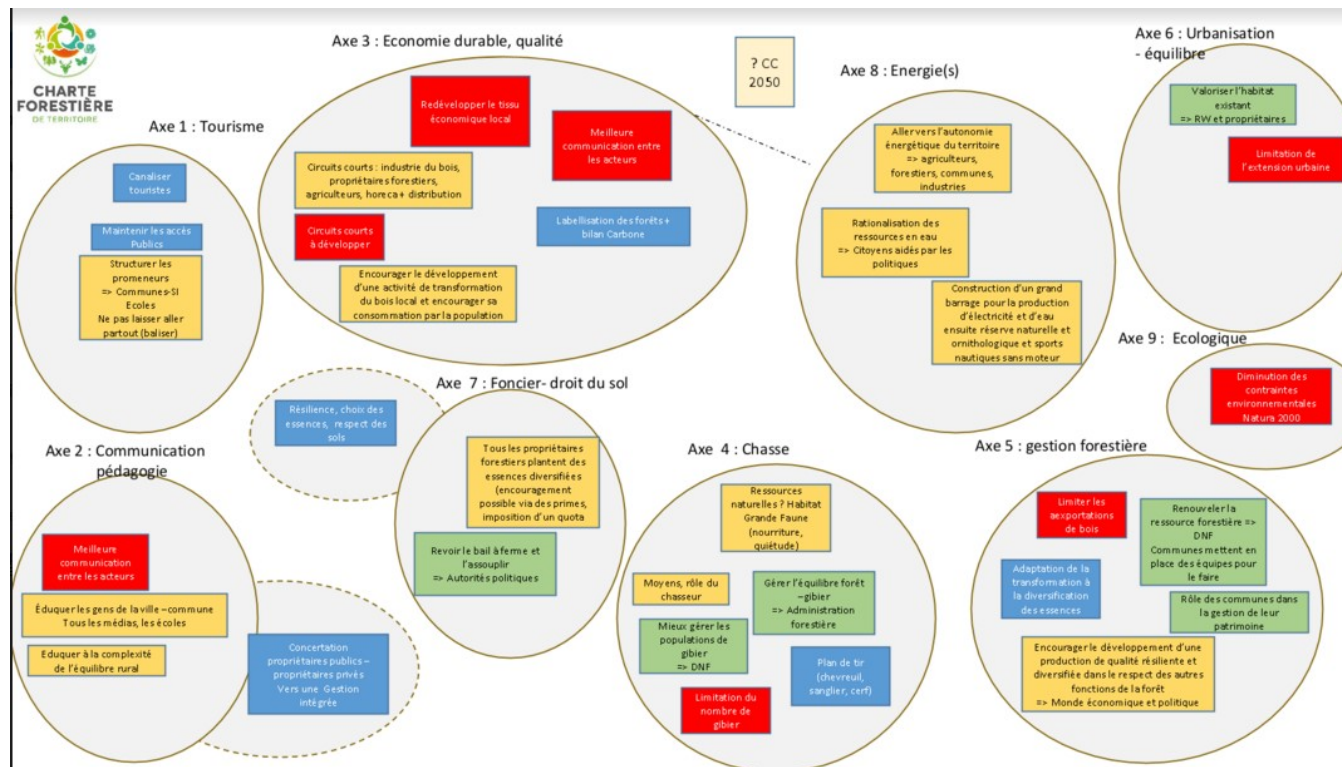 CHARTE
FORESTIÈRE
DE TERRITOIRE
Axe 1 : Tourisme
Canaliser
touristes
Maintenir les accès
Publics
Structurer les
promeneurs
=> Communes-SI
Ecoles
Ne pas laisser aller
partout (baliser)
Axe 3 : Economie durable, qualité
Redévelopper le tissu
économique local
Meilleure
communication entre
les acteurs
Circuits courts : industrie du bois,
propriétaires forestiers,
agriculteurs, horeca + distribution
Circuits courts
à développer
Labellisation des forêts +
bilan Carbone
Encourager le développement
d'une activité de transformation
du bois local et encourager sa
consommation par la population
? CC
2050
Axe 8 : Energie(s)
Aller vers l'autonomie
énergétique du territoire
=> agriculteurs,
forestiers, communes,
industries
Rationalisation des
ressources en eau
=> Citoyens aidés par les
politiques
Construction d'un grand
barrage pour la production
d'électricité et d'eau
ensuite réserve naturelle et
ornithologique et sports
nautiques sans moteur
Axe 6 : Urbanisation
- équilibre
Valoriser l'habitat
existant
=> RW et propriétaires
Limitation de
l'extension urbaine
Axe 9 : Ecologique
Diminution des
contraintes
environnementales
Natura 2000
Résilience, choix des
essences, respect des
sols
Axe 7 : Foncier- droit du sol
Tous les propriétaires
forestiers plantent des
essences diversifiées
(encouragement
possible via des primes,
imposition d'un quota
Revoir le bail à ferme et
l'assouplir
=> Autorités politiques
Axe 2 : Communication
pédagogie
Meilleure
communication
entre les acteurs
Éduquer les gens de la ville – commune
Tous les médias, les écoles
Eduquer à la complexité
de l'équilibre rural
Concertation
propriétaires publics –
propriétaires privés
Vers une Gestion
intégrée
Axe 4 : Chasse
Ressources
naturelles ? Habitat
Grande Faune
(nourriture,
quiétude)
Moyens, rôle du
chasseur
Gérer l'équilibre forêt
– gibier
=> Administration
forestière
Mieux gérer les
populations de
gibier
=> DNF
Plan de tir
(chevreuil,
sanglier, cerf)
Limitation du
nombre de
gibier
Axe 5 : gestion forestière
Limiter les
aexportations
de bois
Renouveler la
ressource forestière =>
DNF
Communes mettent en
place des équipes pour
le faire
Adaptation de la
transformation à
la diversification
des essences
Rôle des communes dans
la gestion de leur
patrimoine
Encourager le développement d'une
production de qualité résiliente et
diversifiée dans le respect des autres
fonctions de la forêt
=> Monde économique et politique